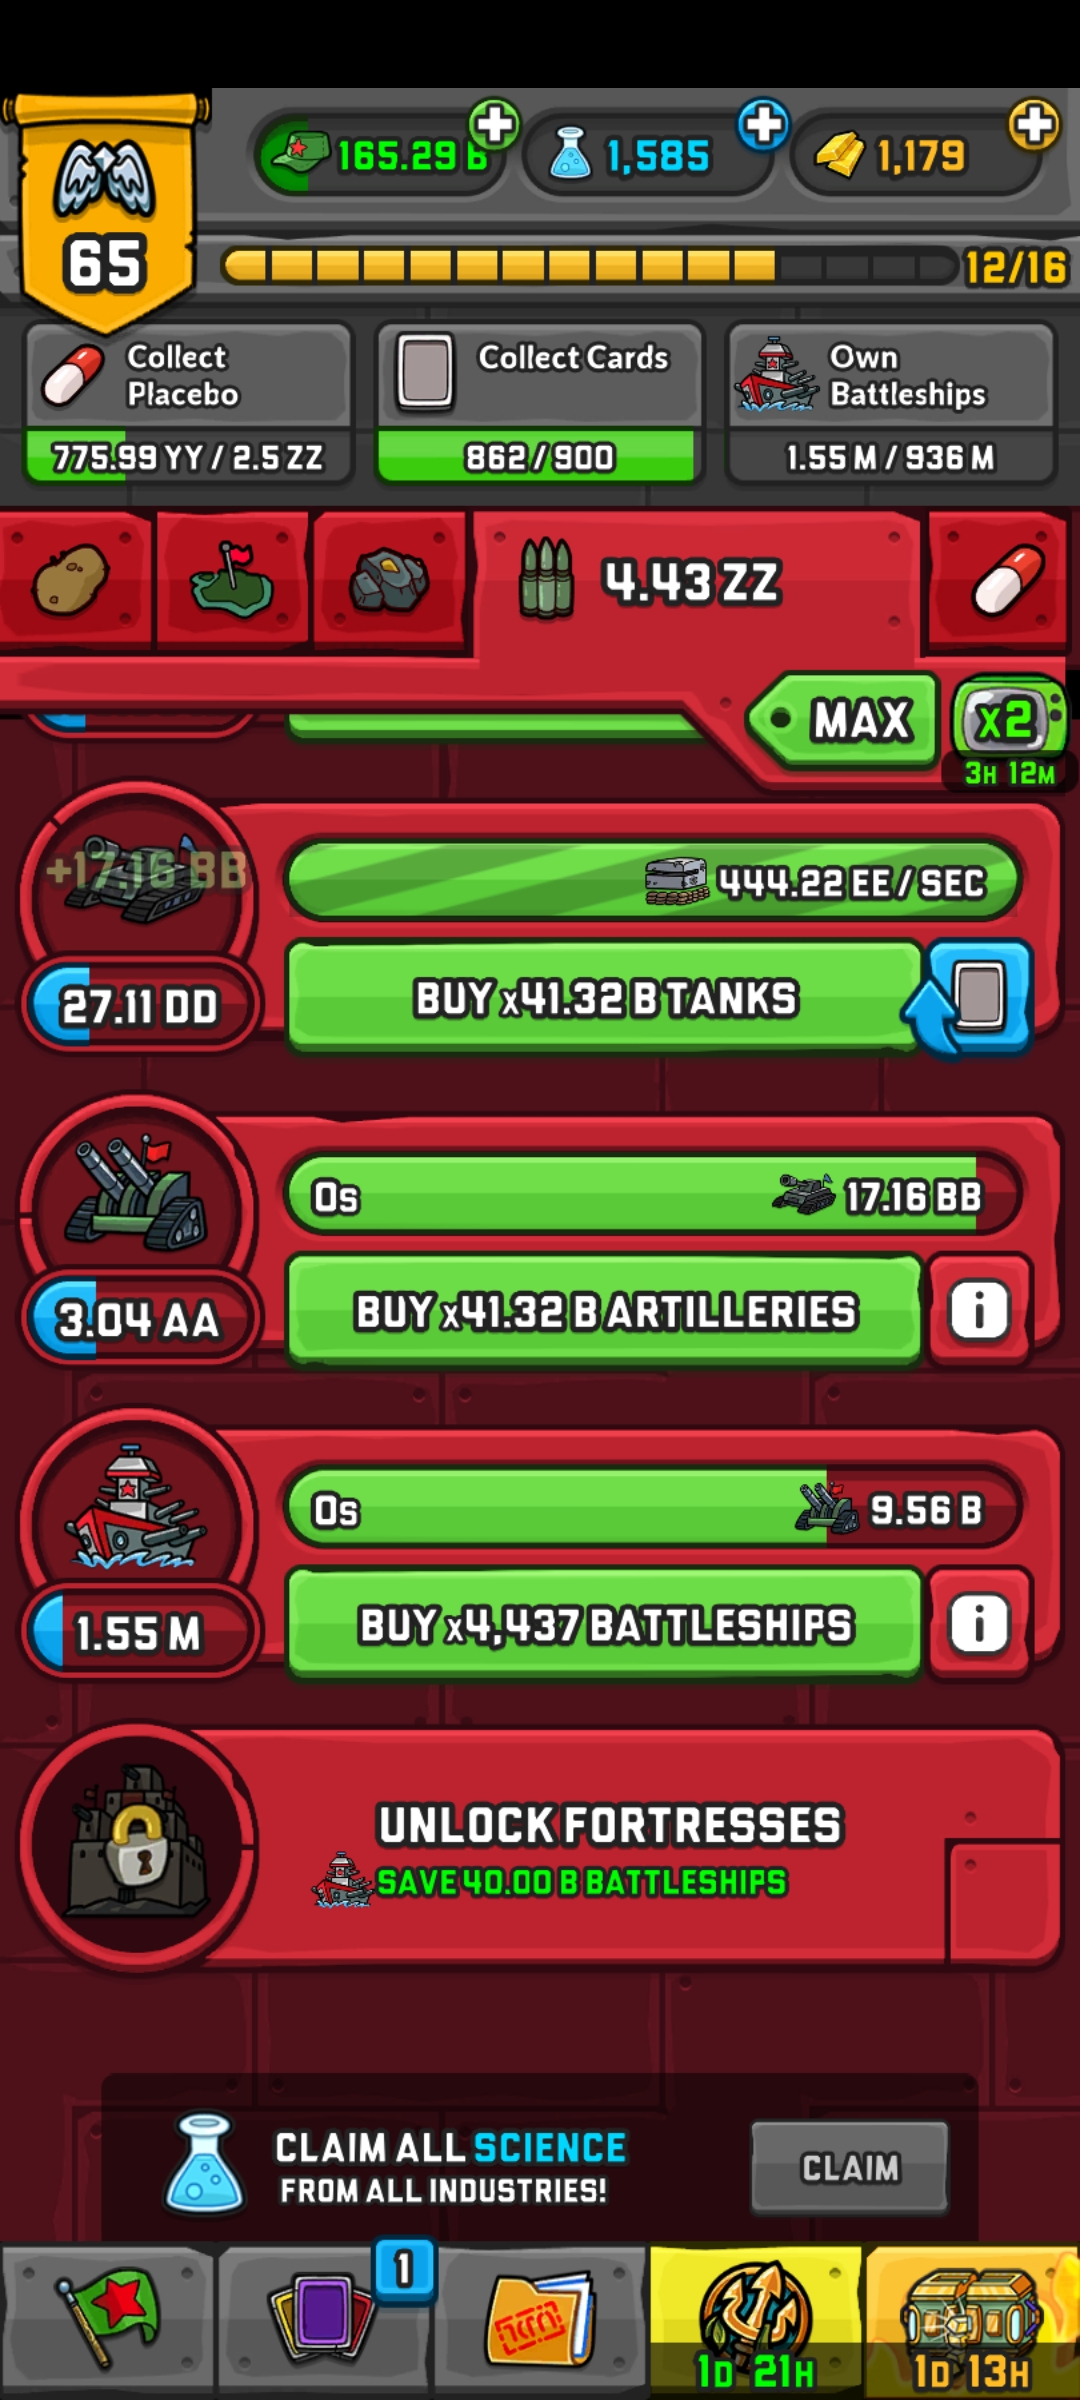 165.29 B
1,585
1,179
65
12/16
Collect
Placebo
775.99 YY / 2.5 ZZ
Collect Cards
862/900
Own
Battleships
1.55 M / 936 M
4.43 ZZ
MAX
x2
3H 12M
+17.16 BB
444.22 EE / SEC
27.11 DD
BUY x41.32 B TANKS
0s
17.16 BB
3.04 AA
BUY x41.32 B ARTILLERIES
i
0s
9.56 B
1.55 M
BUY x4,437 BATTLESHIPS
i
UNLOCK FORTRESSES
SAVE 40.00 B BATTLESHIPS
CLAIM ALL SCIENCE
FROM ALL INDUSTRIES!
CLAIM
1
1D 21H
1D 13H